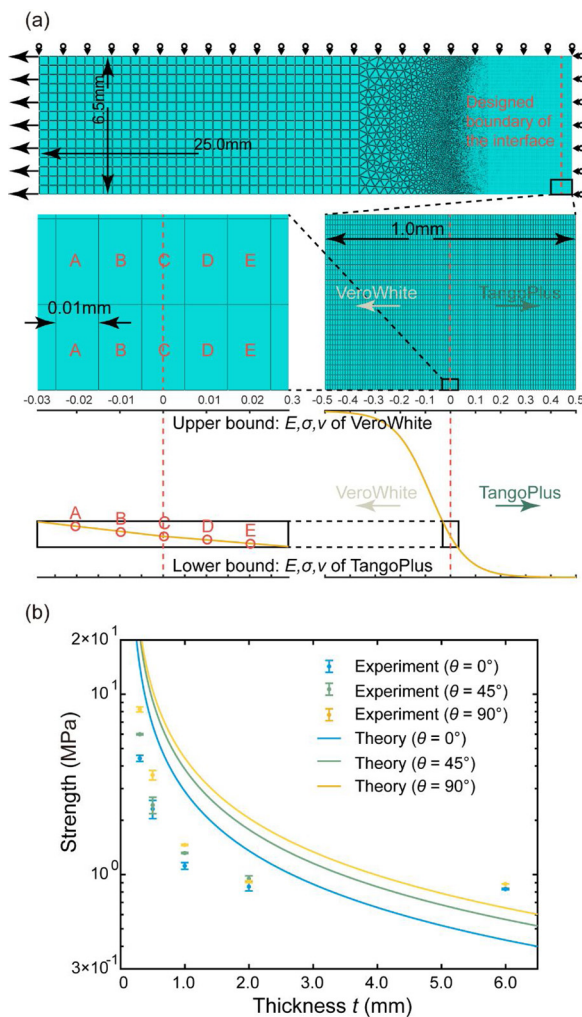 (a)
6.5mm
25.0mm
Designed
boundary of
the interface
A B C D E
0.01mm
A B C D E
1.0mm
VeroWhite TangoPlus
-0.03 -0.02 -0.01 0 0.01 0.02 0.03
-0.5 -0.4 -0.3 -0.2 -0.1 0 0.1 0.2 0.3 0.4 0.5
Upper bound: E,σ,ν of VeroWhite
VeroWhite TangoPlus
A B C D E
Lower bound: E,σ,ν of TangoPlus
(b)
2×10¹
10¹
10⁰
3×10⁻¹
Strength (MPa)
Experiment (θ = 0°)
Experiment (θ = 45°)
Experiment (θ = 90°)
Theory (θ = 0°)
Theory (θ = 45°)
Theory (θ = 90°)
0 1.0 2.0 3.0 4.0 5.0 6.0
Thickness t (mm)